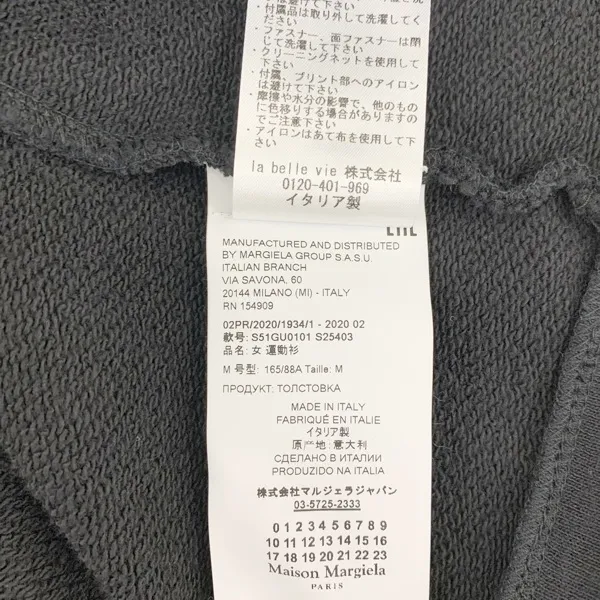 ・付属品は取り外して洗濯してく
ださい
・ファスナー、面ファスナーは閉
じて洗濯して下さい
・クリーニングネットを使用して
下さい
・付属、プリント部へのアイロン
は避けて下さい
・摩擦や水分の影響で、他のもの
に色移りする場合がありますの
でご注意下さい
・アイロンはあて布を使用して下
さい
la belle vie 株式会社
0120-401-969
イタリア製
MANUFACTURED AND DISTRIBUTED
BY MARGIELA GROUP S.A.S.U.
ITALIAN BRANCH
VIA SAVONA, 60
20144 MILANO (MI) - ITALY
RN 154909
02PR/2020/1934/1 - 2020 02
款号: S51GU0101 S25403
品名: 女 運動衫
M 号型: 165/88A Taille: M
ПРОДУКТ: ТОЛСТОВКА
MADE IN ITALY
FABRIQUÉ EN ITALIE
イタリア製
地: 意大利
СДЕЛАНО В ИТАЛИИ
PRODUZIDO NA ITALIA
株式会社マルジェラジャパン
03-5725-2333
0 1 2 3 4 5 6 7 8 9
10 11 12 13 14 15 16
17 18 19 20 21 22 23
Maison Margiela
PARIS